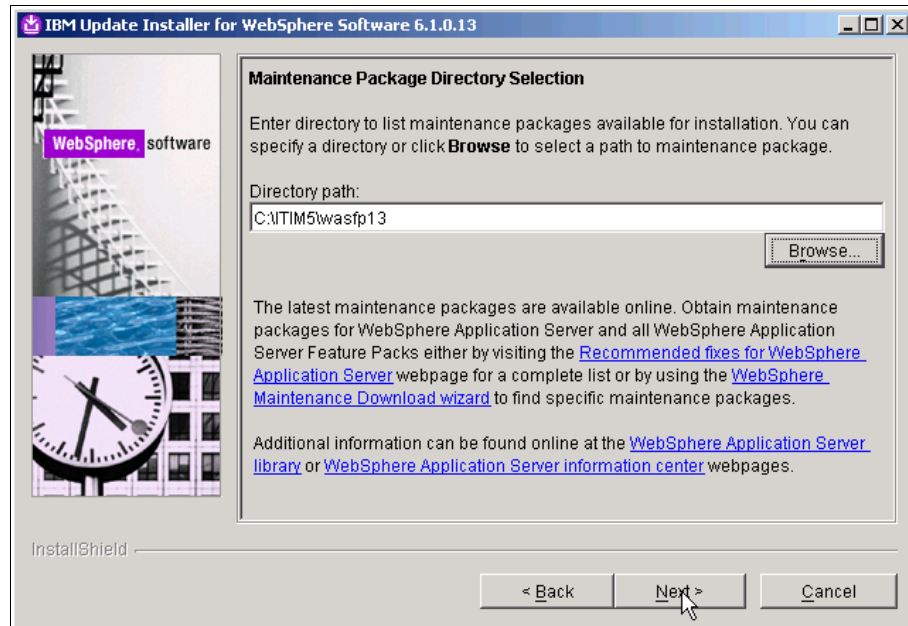 IBM Update Installer for WebSphere Software 6.1.0.13
WebSphere. software
Maintenance Package Directory Selection
Enter directory to list maintenance packages available for installation. You can
specify a directory or click Browse to select a path to maintenance package.
Directory path:
C:\ITIM5\wasfp13
Browse...
The latest maintenance packages are available online. Obtain maintenance
packages for WebSphere Application Server and all WebSphere Application
Server Feature Packs either by visiting the Recommended fixes for WebSphere
Application Server webpage for a complete list or by using the WebSphere
Maintenance Download wizard to find specific maintenance packages.
Additional information can be found online at the WebSphere Application Server
library or WebSphere Application Server information center webpages.
InstallShield
< Back
Next >
Cancel